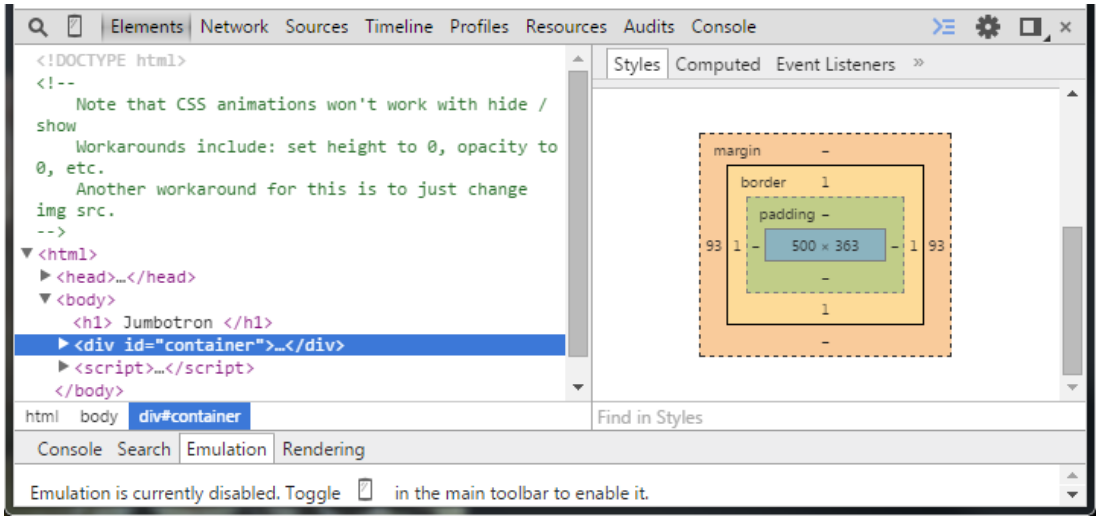 Elements Network Sources Timeline Profiles Resources Audits Console
<!DOCTYPE html>
<!--
Note that CSS animations won't work with hide /
show
Workarounds include: set height to 0, opacity to
0, etc.
Another workaround for this is to just change
img src.
-->
<html>
<head>…</head>
<body>
<h1> Jumbotron </h1>
<div id="container">…</div>
<script>…</script>
</body>
html body div#container
Styles Computed Event Listeners »
margin –
border 1
padding –
93 1 – 500 × 363 – 1 93
–
1
–
Find in Styles
Console Search Emulation Rendering
Emulation is currently disabled. Toggle in the main toolbar to enable it.